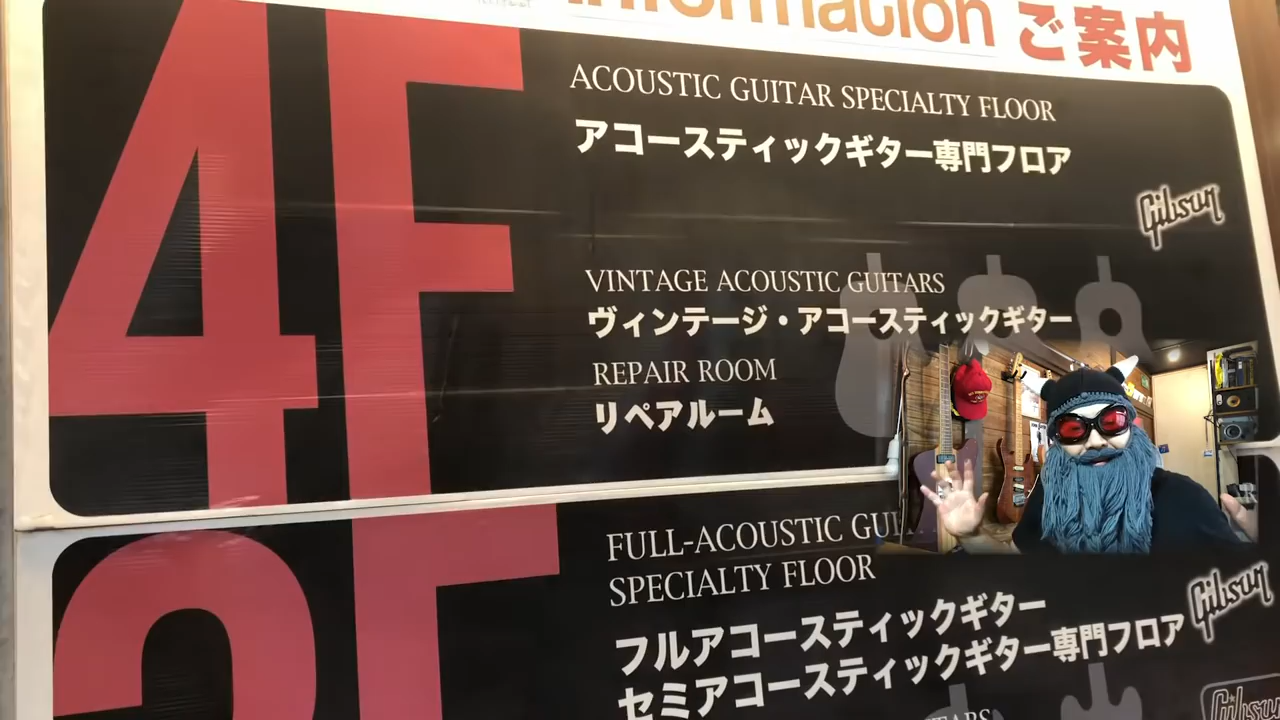 Information ご案内
4F
ACOUSTIC GUITAR SPECIALTY FLOOR
アコースティックギター専門フロア
Gibson
VINTAGE ACOUSTIC GUITARS
ヴィンテージ・アコースティックギター
REPAIR ROOM
リペアルーム
FULL-ACOUSTIC GUI
SPECIALTY FLOOR
Gibson
フルアコースティックギター
セミアコースティックギター専門フロア
Gibson
TARS